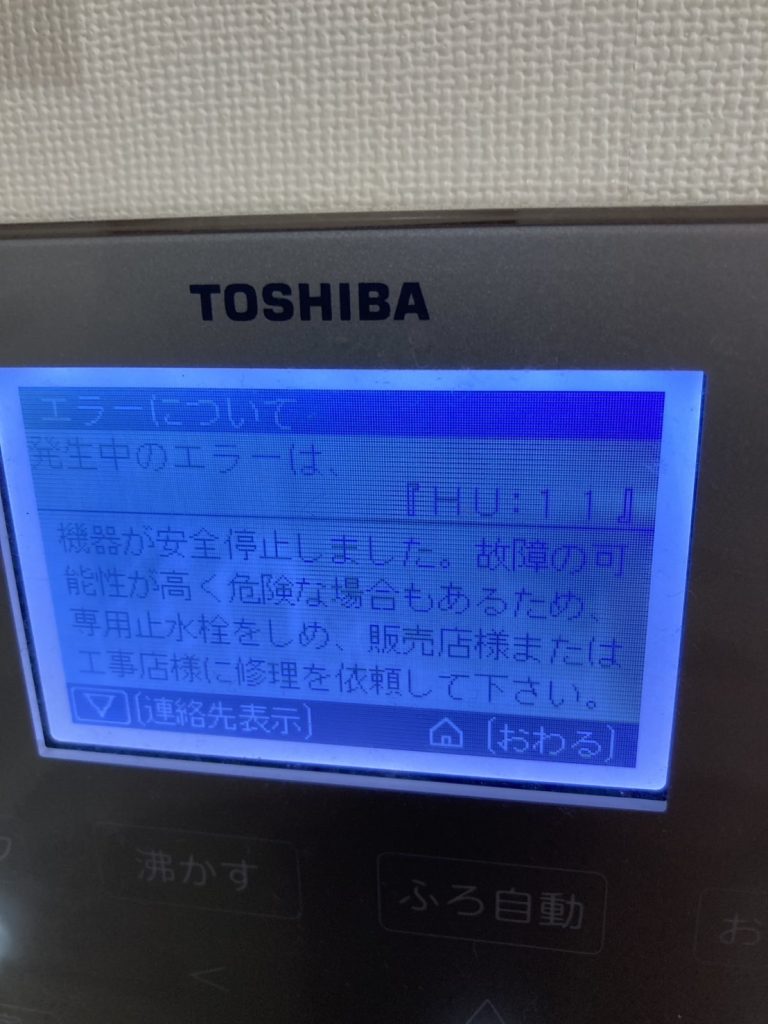 TOSHIBA
エラーについて
発生中のエラーは、
『HU:11』
機器が安全停止しました。故障の可
能性が高く危険な場合もあるため、
専用止水栓をしめ、販売店様または
工事店様に修理を依頼して下さい。
▽[連絡先表示] [おわる]
沸かす ふろ自動 お